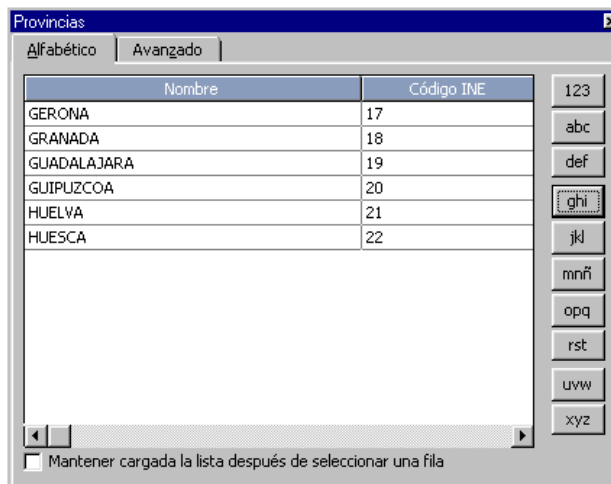 Provincias
Alfabético Avanzado
Nombre Código INE
GERONA 17
GRANADA 18
GUADALAJARA 19
GUIPUZCOA 20
HUELVA 21
HUESCA 22
123
abc
def
ghi
jkl
mnñ
opq
rst
uvw
xyz
Mantener cargada la lista después de seleccionar una fila